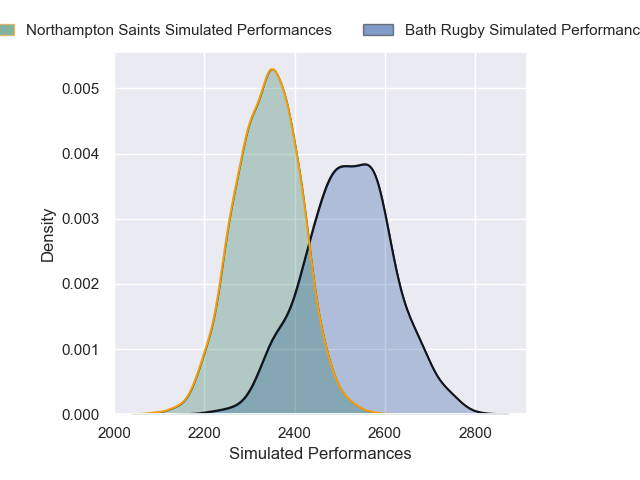 Northampton Saints Simulated Performances Bath Rugby Simulated
0.005
0.004
0.003
0.002
0.001
0.000
Density
2000 2200 2400 2600 2800
Simulated Performances